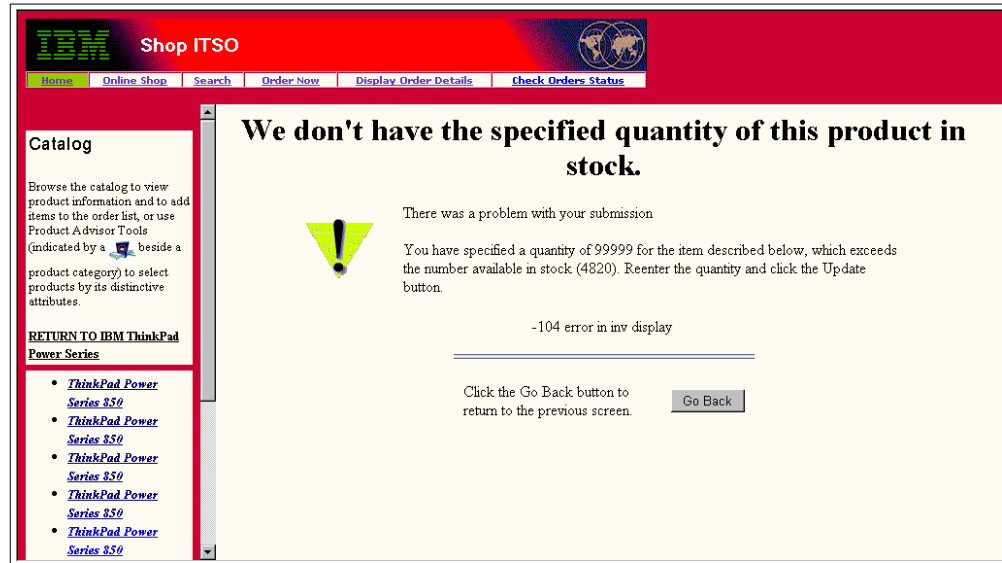 IBM Shop ITSO
Home Online Shop Search Order Now Display Order Details Check Orders Status
Catalog
Browse the catalog to view
product information and to add
items to the order list, or use
Product Advisor Tools
(indicated by a beside a
product category) to select
products by its distinctive
attributes.
RETURN TO IBM ThinkPad
Power Series
ThinkPad Power
Series 850
ThinkPad Power
Series 850
ThinkPad Power
Series 850
ThinkPad Power
Series 850
ThinkPad Power
Series 850
We don't have the specified quantity of this product in
stock.
There was a problem with your submission
You have specified a quantity of 99999 for the item described below, which exceeds
the number available in stock (4820). Reenter the quantity and click the Update
button.
-104 error in inv display
Click the Go Back button to
return to the previous screen.
Go Back